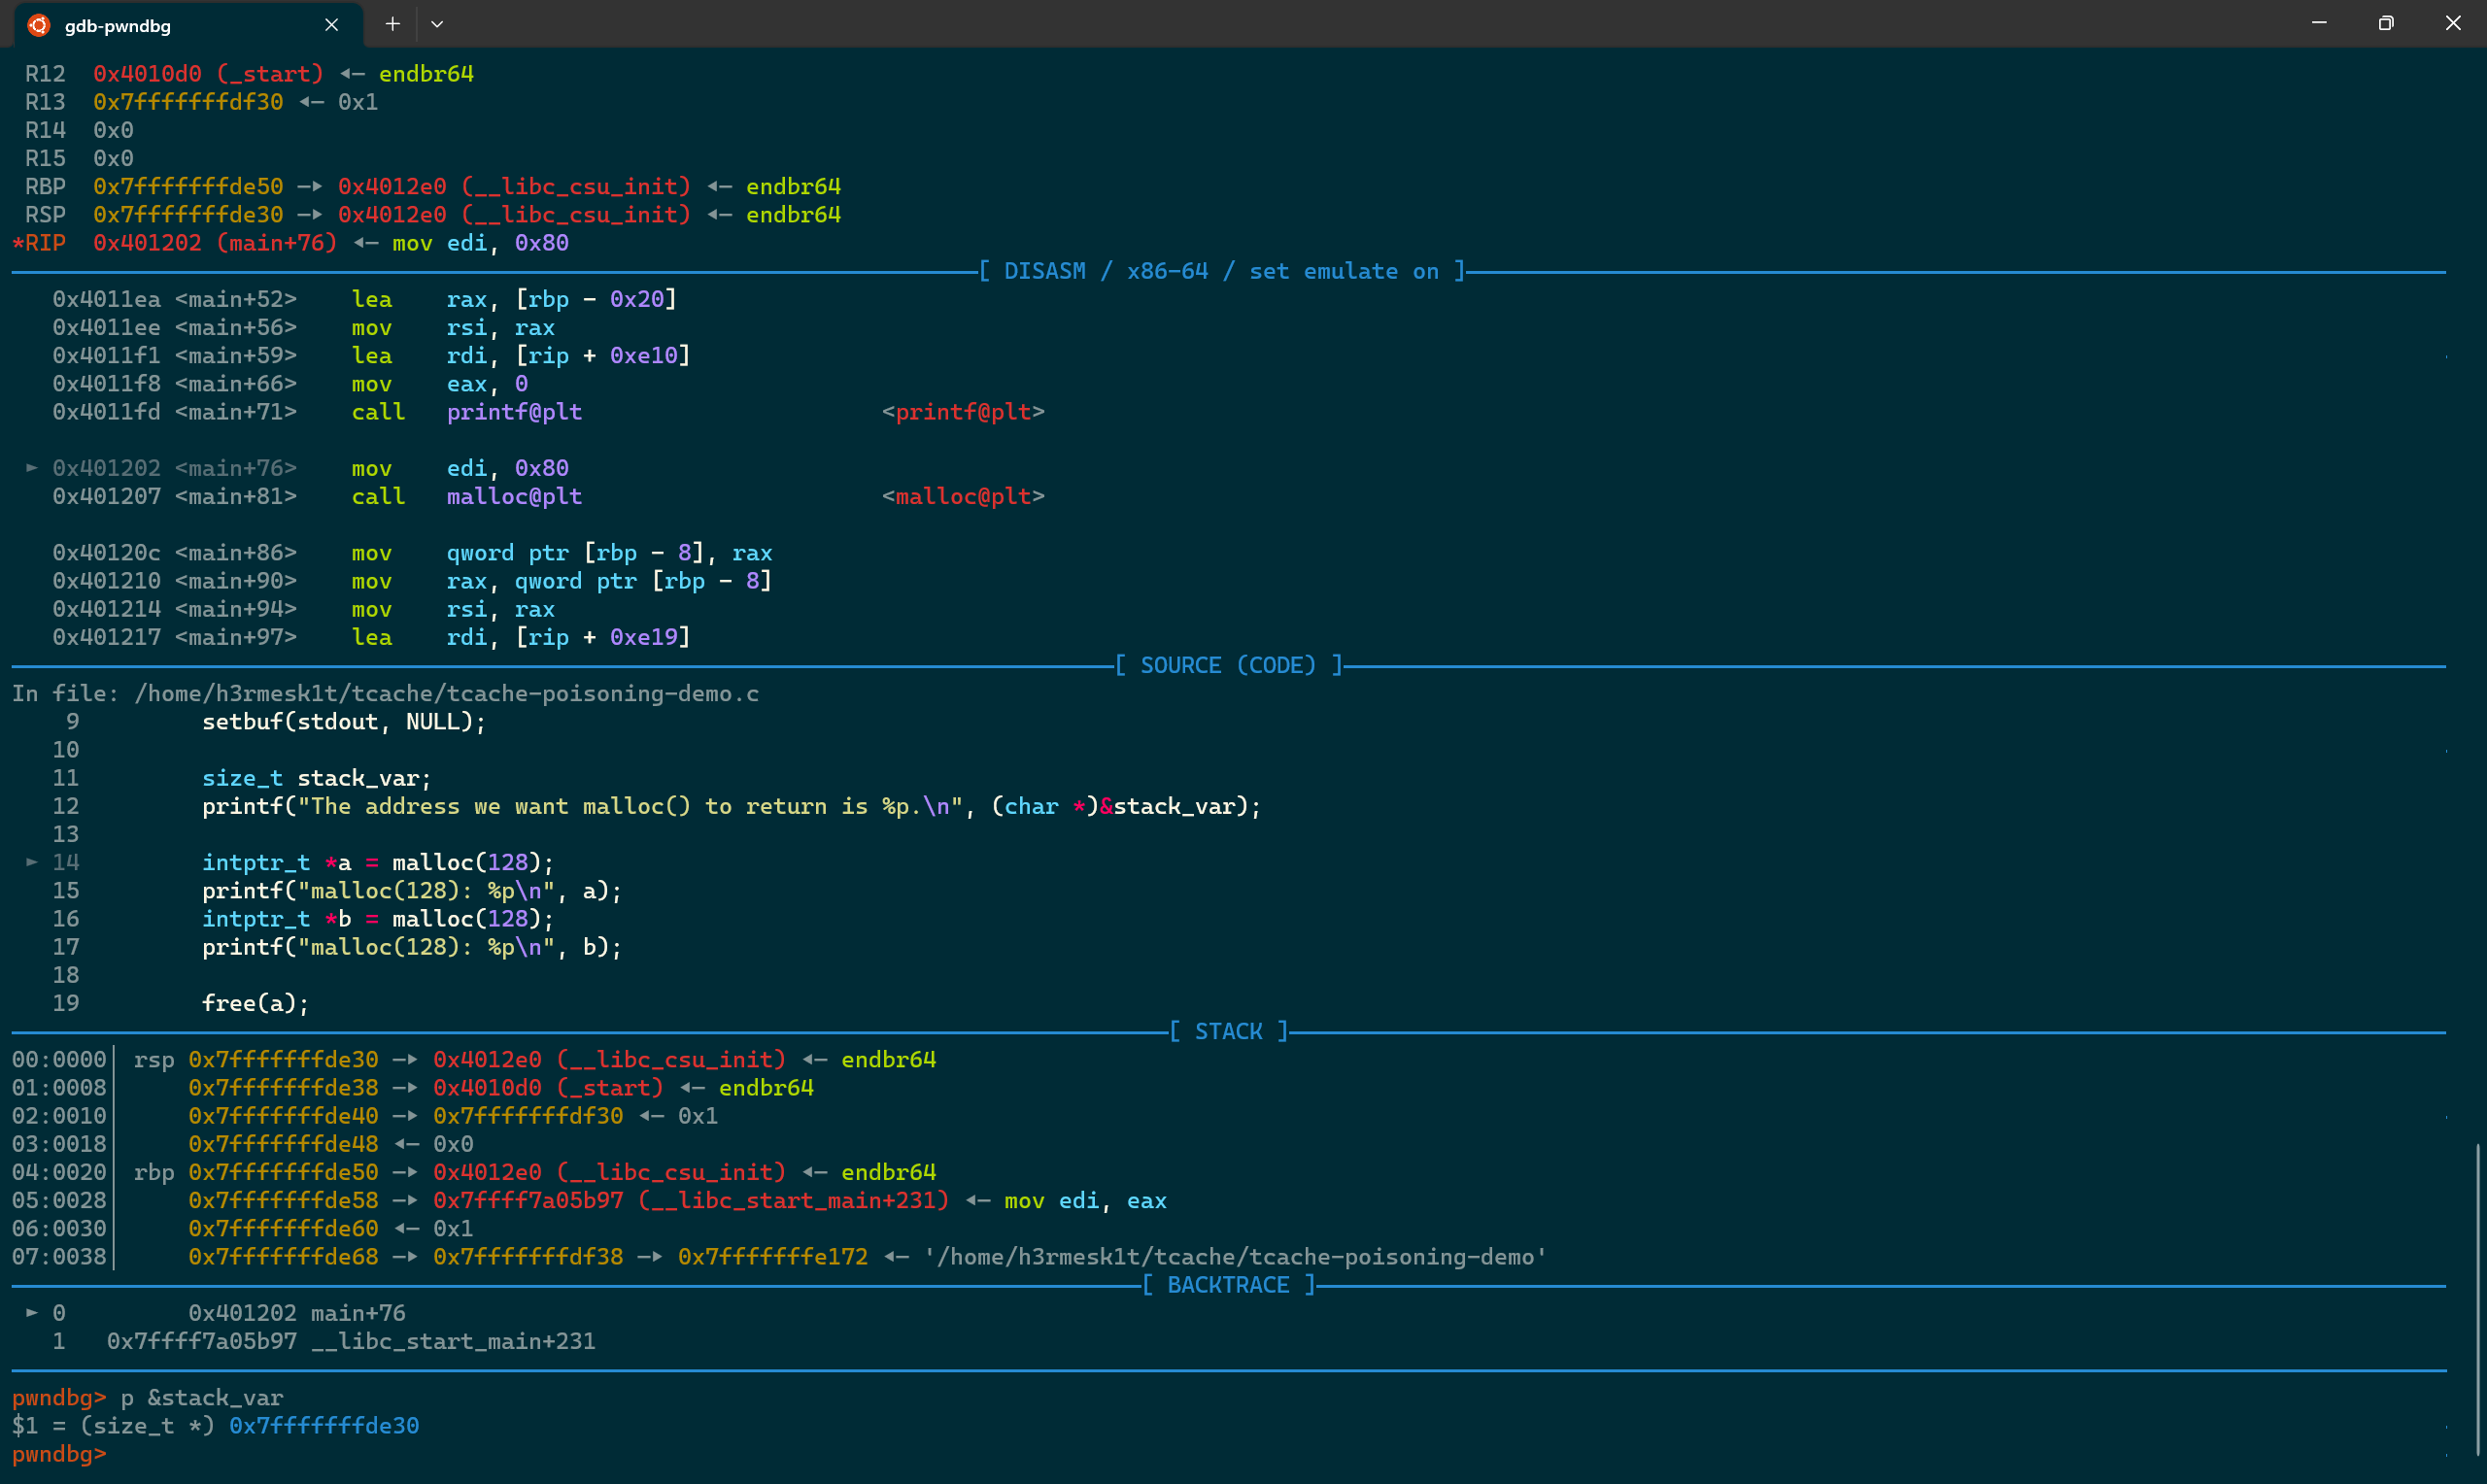 gdb-pwndbg
R12 0x4010d0 (_start) ◂— endbr64
R13 0x7fffffffdf30 ◂— 0x1
R14 0x0
R15 0x0
RBP 0x7fffffffde50 —▸ 0x4012e0 (__libc_csu_init) ◂— endbr64
RSP 0x7fffffffde30 —▸ 0x4012e0 (__libc_csu_init) ◂— endbr64
*RIP 0x401202 (main+76) ◂— mov edi, 0x80
[ DISASM / x86-64 / set emulate on ]
0x4011ea <main+52> lea rax, [rbp - 0x20]
0x4011ee <main+56> mov rsi, rax
0x4011f1 <main+59> lea rdi, [rip + 0xe10]
0x4011f8 <main+66> mov eax, 0
0x4011fd <main+71> call printf@plt <printf@plt>
► 0x401202 <main+76> mov edi, 0x80
0x401207 <main+81> call malloc@plt <malloc@plt>
0x40120c <main+86> mov qword ptr [rbp - 8], rax
0x401210 <main+90> mov rax, qword ptr [rbp - 8]
0x401214 <main+94> mov rsi, rax
0x401217 <main+97> lea rdi, [rip + 0xe19]
[ SOURCE (CODE) ]
In file: /home/h3rmesk1t/tcache/tcache-poisoning-demo.c
9 setbuf(stdout, NULL);
10
11 size_t stack_var;
12 printf("The address we want malloc() to return is %p.\n", (char *)&stack_var);
13
► 14 intptr_t *a = malloc(128);
15 printf("malloc(128): %p\n", a);
16 intptr_t *b = malloc(128);
17 printf("malloc(128): %p\n", b);
18
19 free(a);
[ STACK ]
00:0000│ rsp 0x7fffffffde30 —▸ 0x4012e0 (__libc_csu_init) ◂— endbr64
01:0008│ 0x7fffffffde38 —▸ 0x4010d0 (_start) ◂— endbr64
02:0010│ 0x7fffffffde40 —▸ 0x7fffffffdf30 ◂— 0x1
03:0018│ 0x7fffffffde48 ◂— 0x0
04:0020│ rbp 0x7fffffffde50 —▸ 0x4012e0 (__libc_csu_init) ◂— endbr64
05:0028│ 0x7fffffffde58 —▸ 0x7ffff7a05b97 (__libc_start_main+231) ◂— mov edi, eax
06:0030│ 0x7fffffffde60 ◂— 0x1
07:0038│ 0x7fffffffde68 —▸ 0x7fffffffdf38 —▸ 0x7fffffffe172 ◂— '/home/h3rmesk1t/tcache/tcache-poisoning-demo'
[ BACKTRACE ]
► 0 0x401202 main+76
1 0x7ffff7a05b97 __libc_start_main+231
pwndbg> p &stack_var
$1 = (size_t *) 0x7fffffffde30
pwndbg>